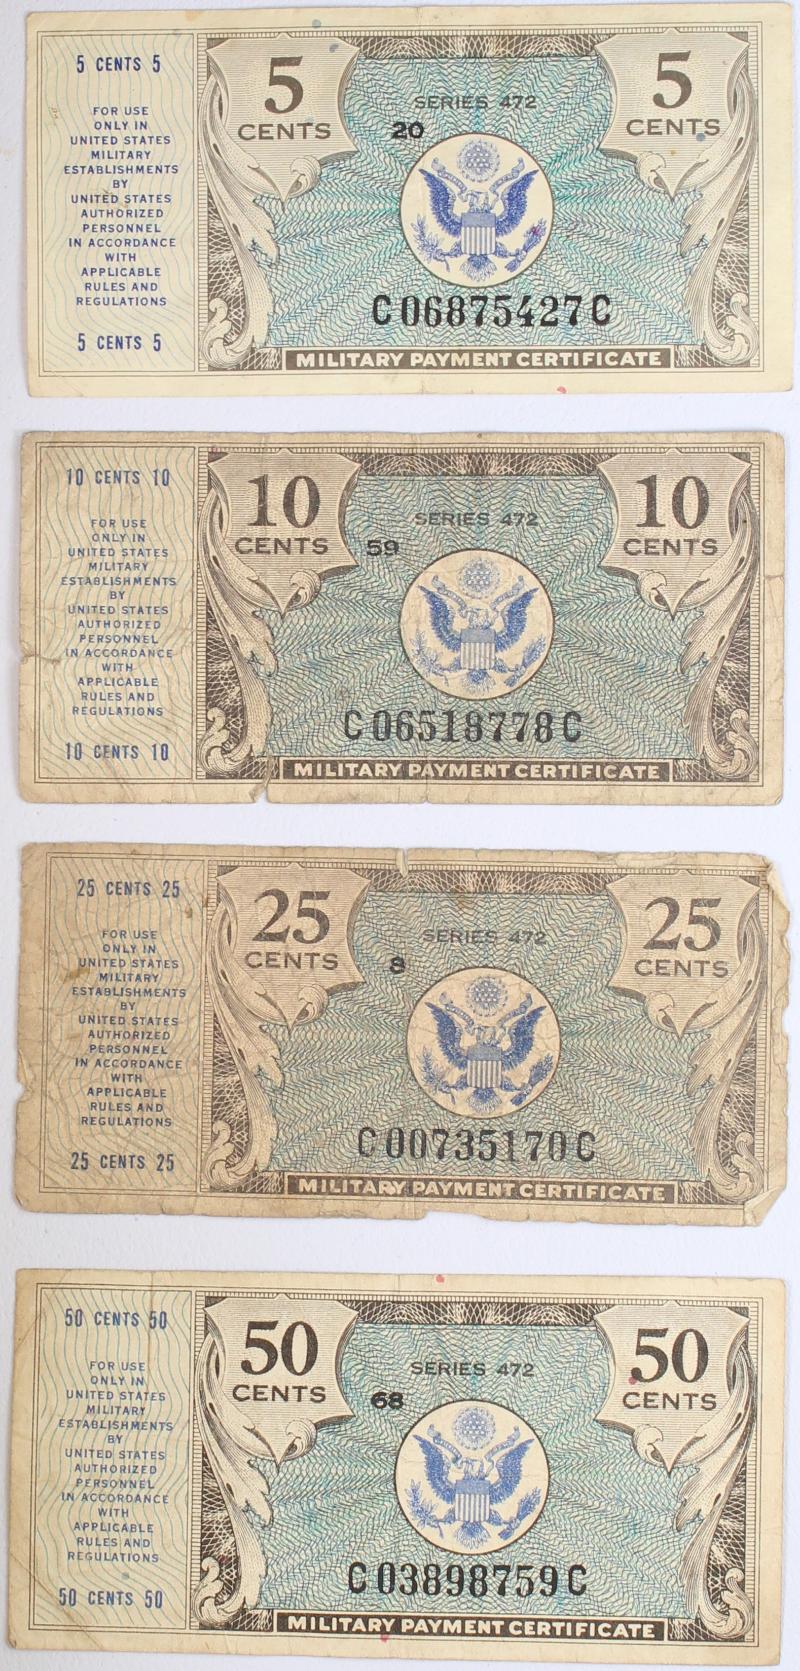 5 CENTS 5
FOR USE
ONLY IN
UNITED STATES
MILITARY
ESTABLISHMENTS
BY
UNITED STATES
AUTHORIZED
PERSONNEL
IN ACCORDANCE
WITH
APPLICABLE
RULES AND
REGULATIONS
5 CENTS 5
5
CENTS
SERIES 472
20
5
CENTS
C06875427C
MILITARY PAYMENT CERTIFICATE
10 CENTS 10
FOR USE
ONLY IN
UNITED STATES
MILITARY
ESTABLISHMENTS
BY
UNITED STATES
AUTHORIZED
PERSONNEL
IN ACCORDANCE
WITH
APPLICABLE
RULES AND
REGULATIONS
10 CENTS 10
10
CENTS
SERIES 472
59
10
CENTS
C06518778C
MILITARY PAYMENT CERTIFICATE
25 CENTS 25
FOR USE
ONLY IN
UNITED STATES
MILITARY
ESTABLISHMENTS
BY
UNITED STATES
AUTHORIZED
PERSONNEL
IN ACCORDANCE
WITH
APPLICABLE
RULES AND
REGULATIONS
25 CENTS 25
25
CENTS
SERIES 472
8
25
CENTS
C00735170C
MILITARY PAYMENT CERTIFICATE
50 CENTS 50
FOR USE
ONLY IN
UNITED STATES
MILITARY
ESTABLISHMENTS
BY
UNITED STATES
AUTHORIZED
PERSONNEL
IN ACCORDANCE
WITH
APPLICABLE
RULES AND
REGULATIONS
50 CENTS 50
50
CENTS
SERIES 472
68
50
CENTS
C03898759C
MILITARY PAYMENT CERTIFICATE